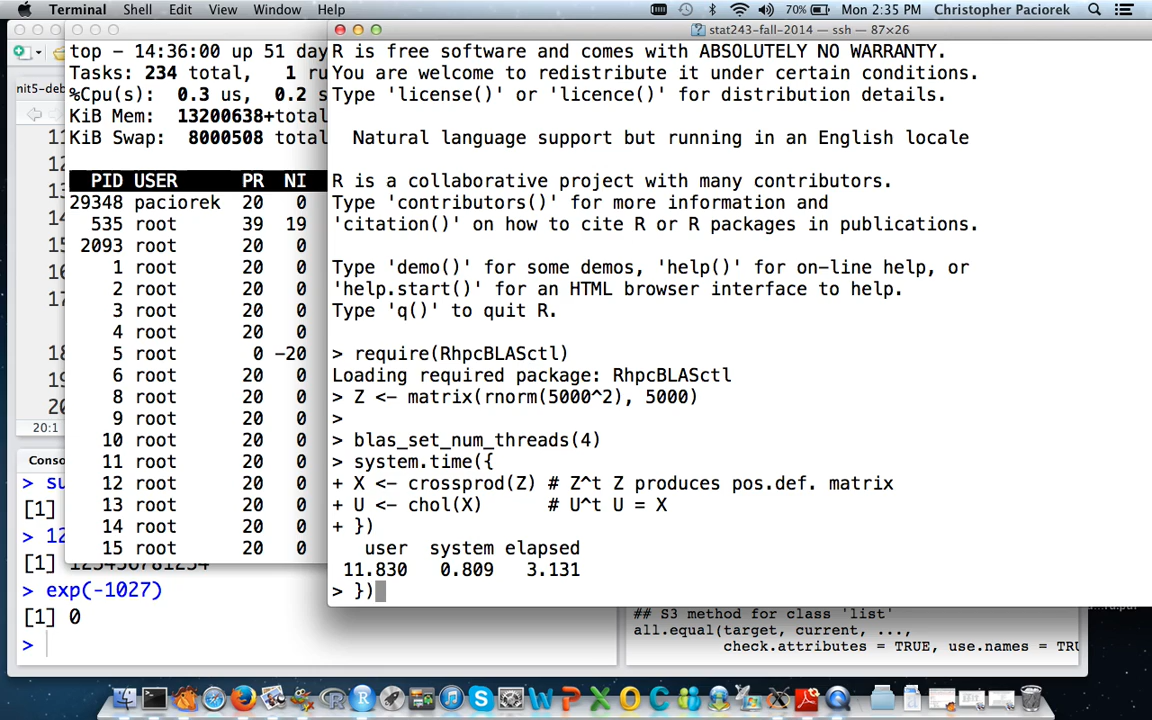 Terminal Shell Edit View Window Help 70% Mon 2:35 PM Christopher Paciorek
stat243-fall-2014 — ssh — 87×26
top - 14:36:00 up 51 day
Tasks: 234 total, 1 ru
%Cpu(s): 0.3 us, 0.2 s
KiB Mem: 13200638+total
KiB Swap: 8000508 total
PID USER PR NI
29348 paciorek 20 0
535 root 39 19
2093 root 20 0
1 root 20 0
2 root 20 0
3 root 20 0
4 root 20 0
5 root 0 -20
6 root 20 0
8 root 20 0
9 root 20 0
10 root 20 0
11 root 20 0
12 root 20 0
13 root 20 0
14 root 20 0
15 root 20 0
R is free software and comes with ABSOLUTELY NO WARRANTY.
You are welcome to redistribute it under certain conditions.
Type 'license()' or 'licence()' for distribution details.
Natural language support but running in an English locale
R is a collaborative project with many contributors.
Type 'contributors()' for more information and
'citation()' on how to cite R or R packages in publications.
Type 'demo()' for some demos, 'help()' for on-line help, or
'help.start()' for an HTML browser interface to help.
Type 'q()' to quit R.
> require(RhpcBLASctl)
Loading required package: RhpcBLASctl
> Z <- matrix(rnorm(5000^2), 5000)
>
> blas_set_num_threads(4)
> system.time({
+ X <- crossprod(Z) # Z^t Z produces pos.def. matrix
+ U <- chol(X) # U^t U = X
+ })
user system elapsed
11.830 0.809 3.131
> })
nit5-deb
20:1
Conso
> su
[1] 0
> 12
[1] 123456781234
> exp(-1027)
[1] 0
>
## S3 method for class 'list'
all.equal(target, current, ...,
check.attributes = TRUE, use.names = TRU